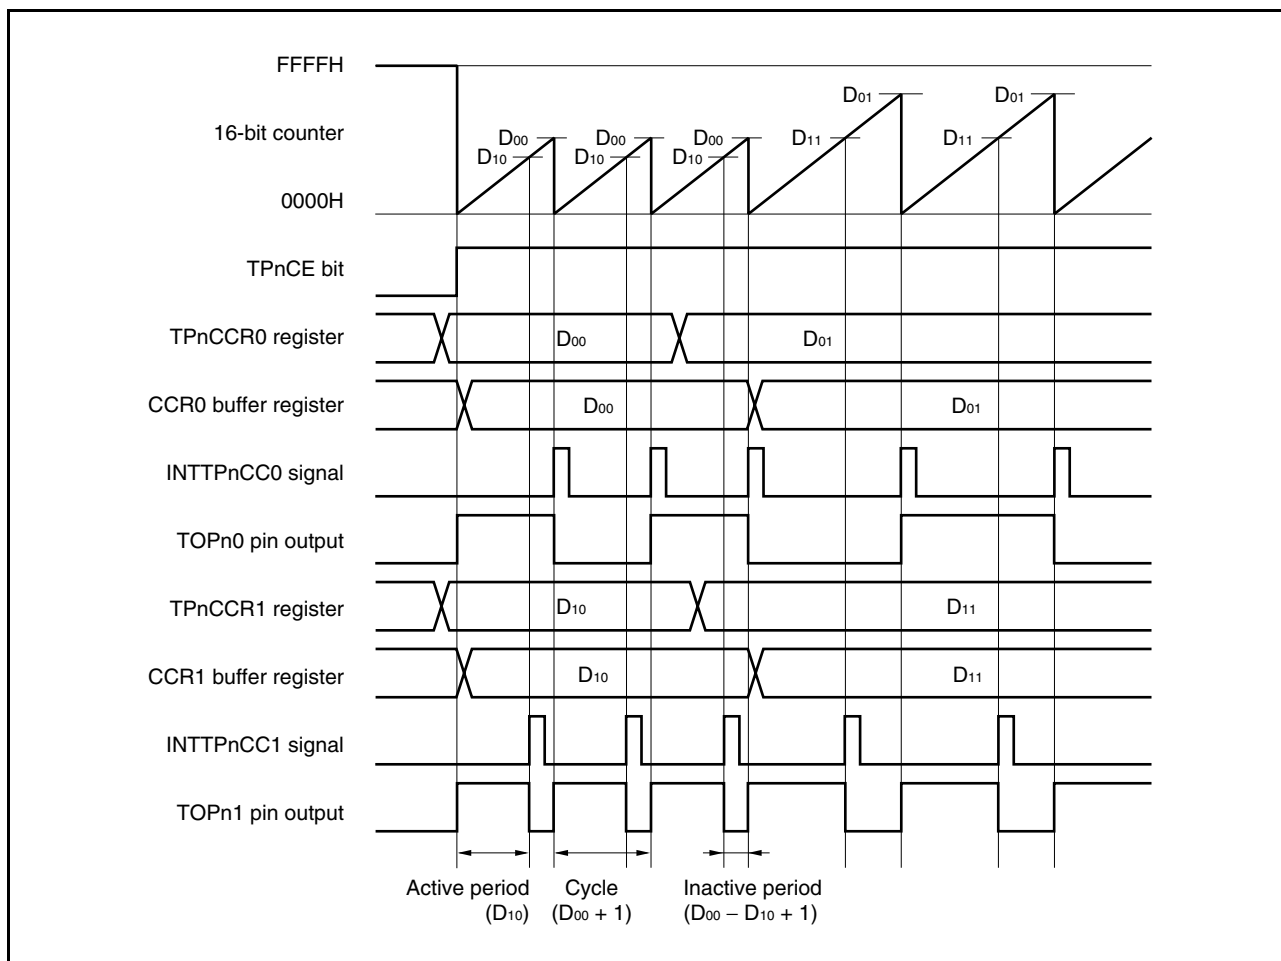 FFFFH
D01 D01
16-bit counter D00 D00 D00 D11 D11
D10 D10 D10
0000H
TPnCE bit
TPnCCR0 register D00 D01
CCR0 buffer register D00 D01
INTTPnCC0 signal
TOPn0 pin output
TPnCCR1 register D10 D11
CCR1 buffer register D10 D11
INTTPnCC1 signal
TOPn1 pin output
Active period Cycle Inactive period
(D10) (D00 + 1) (D00 − D10 + 1)